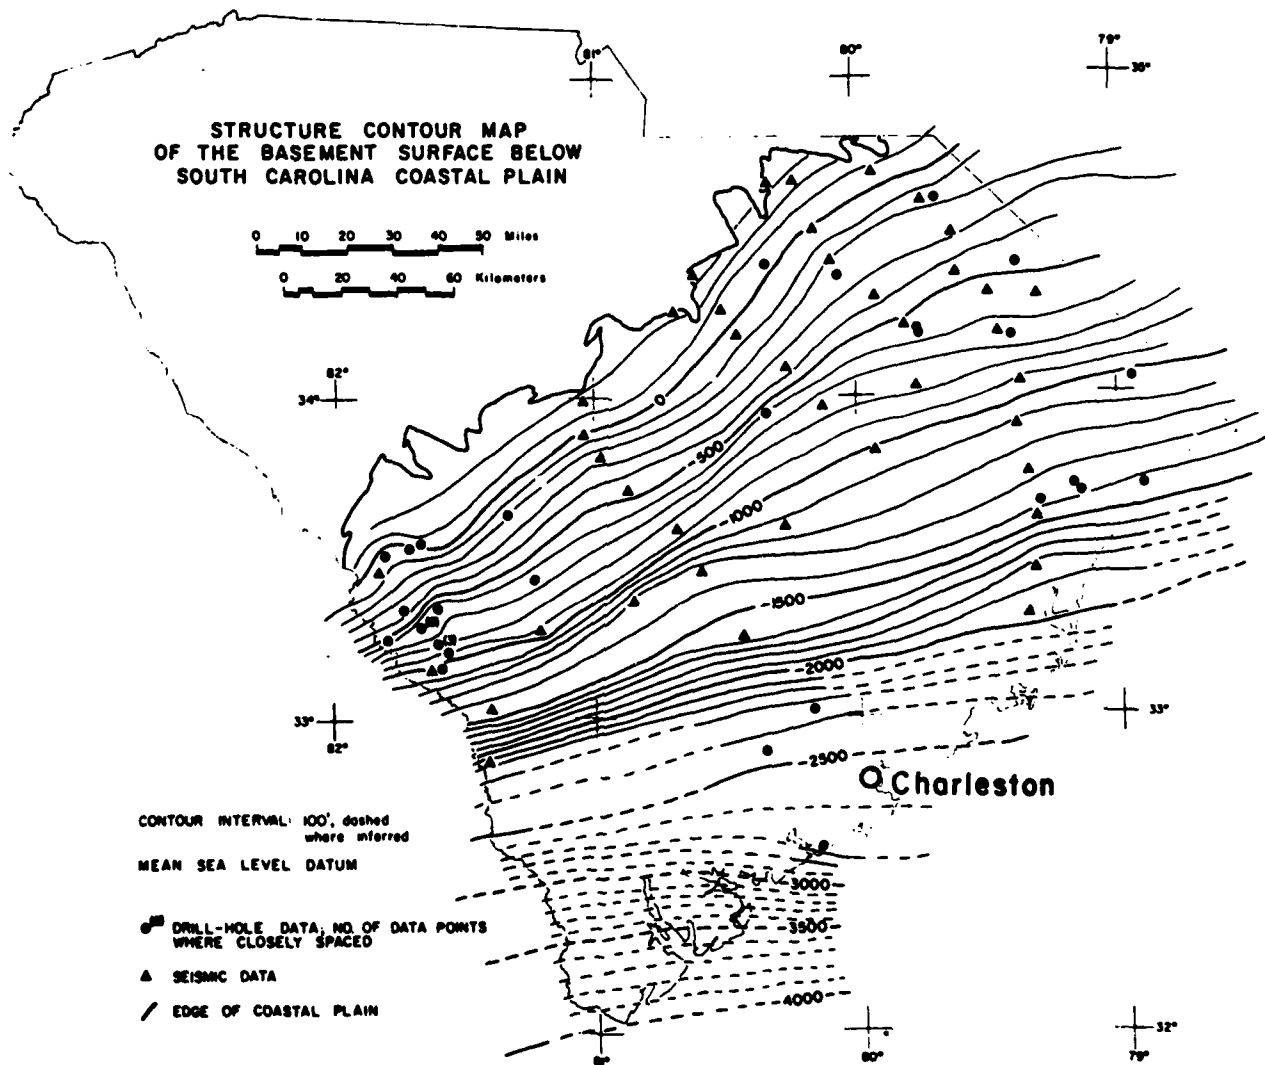 81°
80°
79°
35°
STRUCTURE CONTOUR MAP
OF THE BASEMENT SURFACE BELOW
SOUTH CAROLINA COASTAL PLAIN
0 10 20 30 40 50 Miles
0 20 40 60 Kilometers
82°
34°
0
-500
-1000
-1500
(3)
-2000
33°
82°
33°
-2500
Charleston
CONTOUR INTERVAL: 100', dashed
where inferred
MEAN SEA LEVEL DATUM
-3000
DRILL-HOLE DATA, NO. OF DATA POINTS
WHERE CLOSELY SPACED
3500
SEISMIC DATA
-4000
EDGE OF COASTAL PLAIN
32°
81°
80°
79°